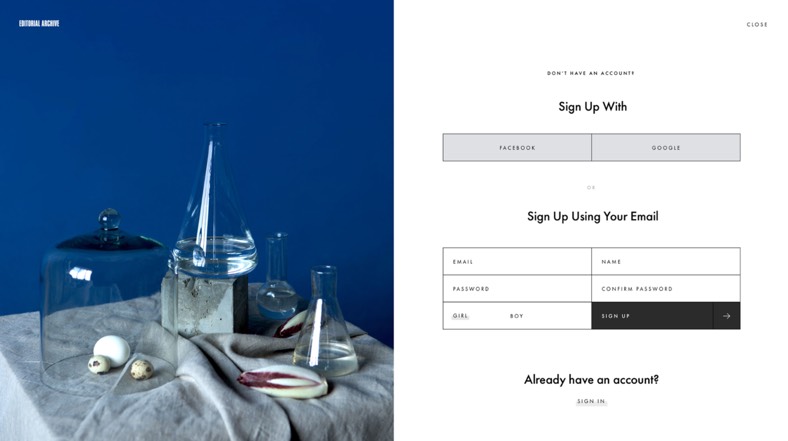 EDITORIAL ARCHIVE
CLOSE
DON'T HAVE AN ACCOUNT?
Sign Up With
FACEBOOK
GOOGLE
OR
Sign Up Using Your Email
EMAIL
NAME
PASSWORD
CONFIRM PASSWORD
GIRL
BOY
SIGN UP
Already have an account?
SIGN IN